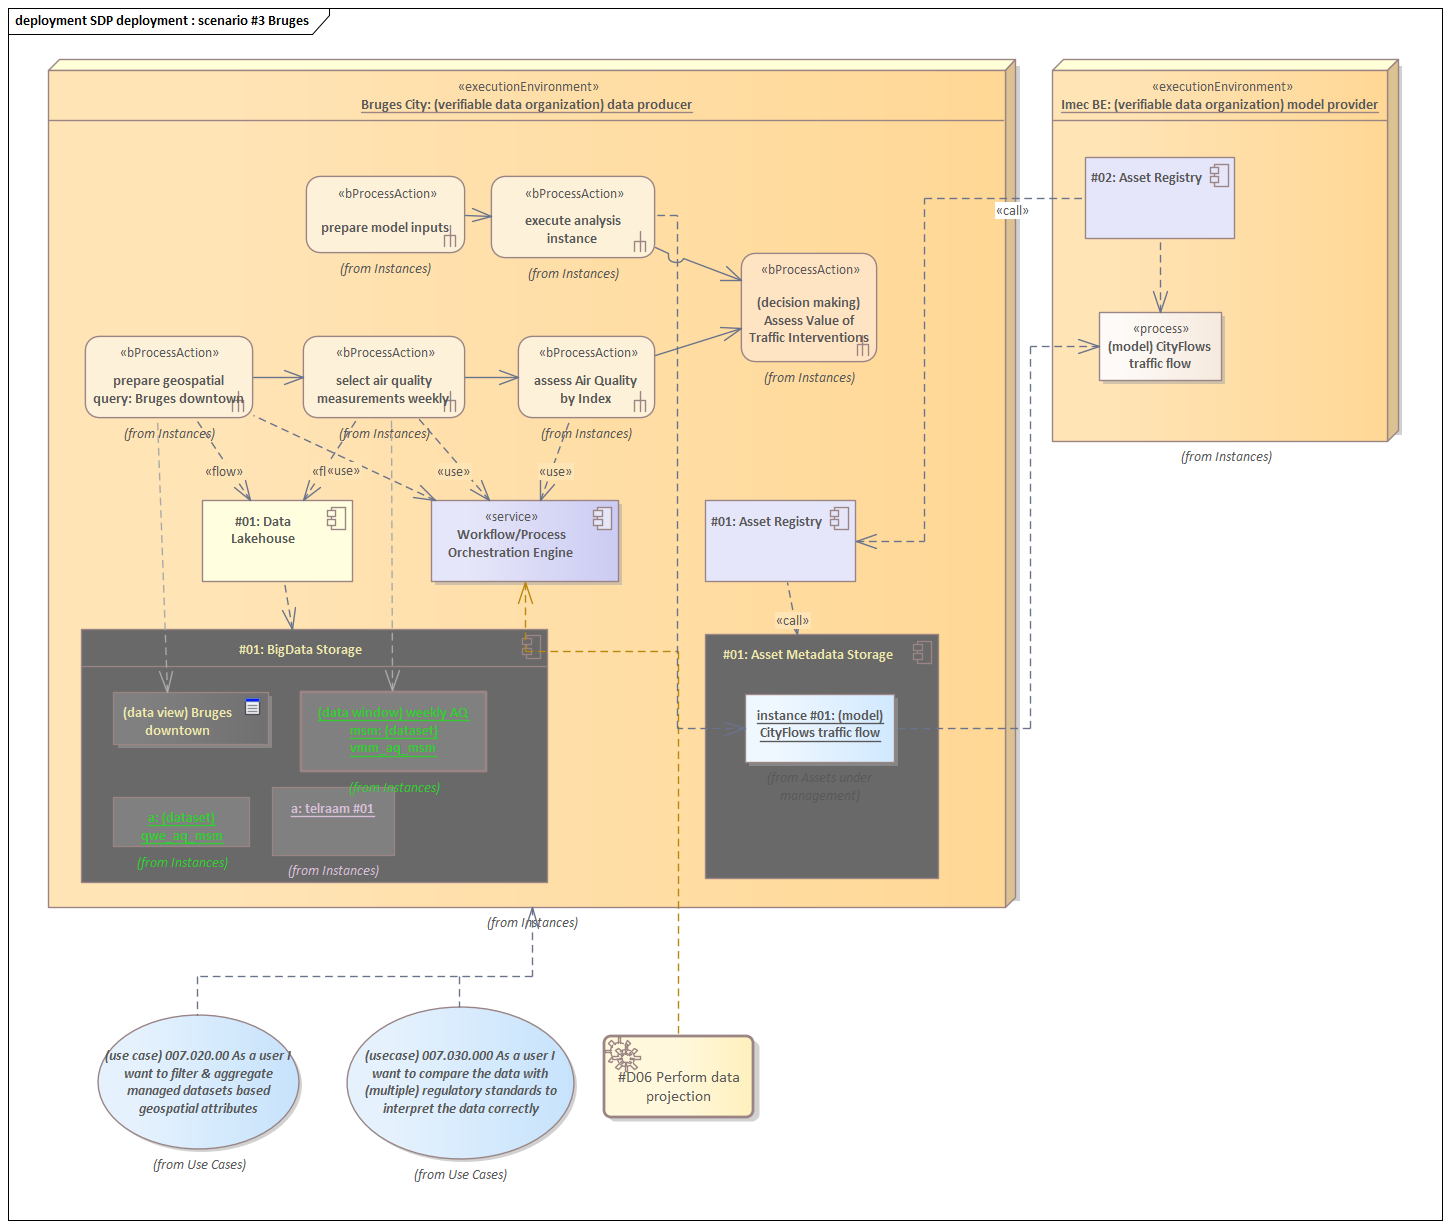 deployment SDP deployment : scenario #3 Bruges
«executionEnvironment»
Bruges City: (verifiable data organization) data producer
«executionEnvironment»
Imec BE: (verifiable data organization) model provider
«bProcessAction»
prepare model inputs
(from Instances)
«bProcessAction»
execute analysis
instance
(from Instances)
#02: Asset Registry
«call»
«bProcessAction»
(decision making)
Assess Value of
Traffic Interventions
(from Instances)
«process»
(model) CityFlows
traffic flow
(from Instances)
«bProcessAction»
prepare geospatial
query: Bruges downtown
(from Instances)
«bProcessAction»
select air quality
measurements weekly
(from Instances)
«bProcessAction»
assess Air Quality
by Index
(from Instances)
«flow»
«fl
«use»
«use»
«use»
#01: Data
Lakehouse
«service»
Workflow/Process
Orchestration Engine
#01: Asset Registry
«call»
#01: BigData Storage
(data view) Bruges
downtown
(data window) weekly AQ
msm: (dataset)
vmm_aq_msm
(from Instances)
a: (dataset)
qwe_aq_msm
(from Instances)
a: telraam #01
(from Instances)
#01: Asset Metadata Storage
instance #01: (model)
CityFlows traffic flow
(from Assets under
management)
(from Instances)
(use case) 007.020.00 As a user I
want to filter & aggregate
managed datasets based
geospatial attributes
(from Use Cases)
(usecase) 007.030.000 As a user I
want to compare the data with
(multiple) regulatory standards to
interpret the data correctly
(from Use Cases)
#D06 Perform data
projection